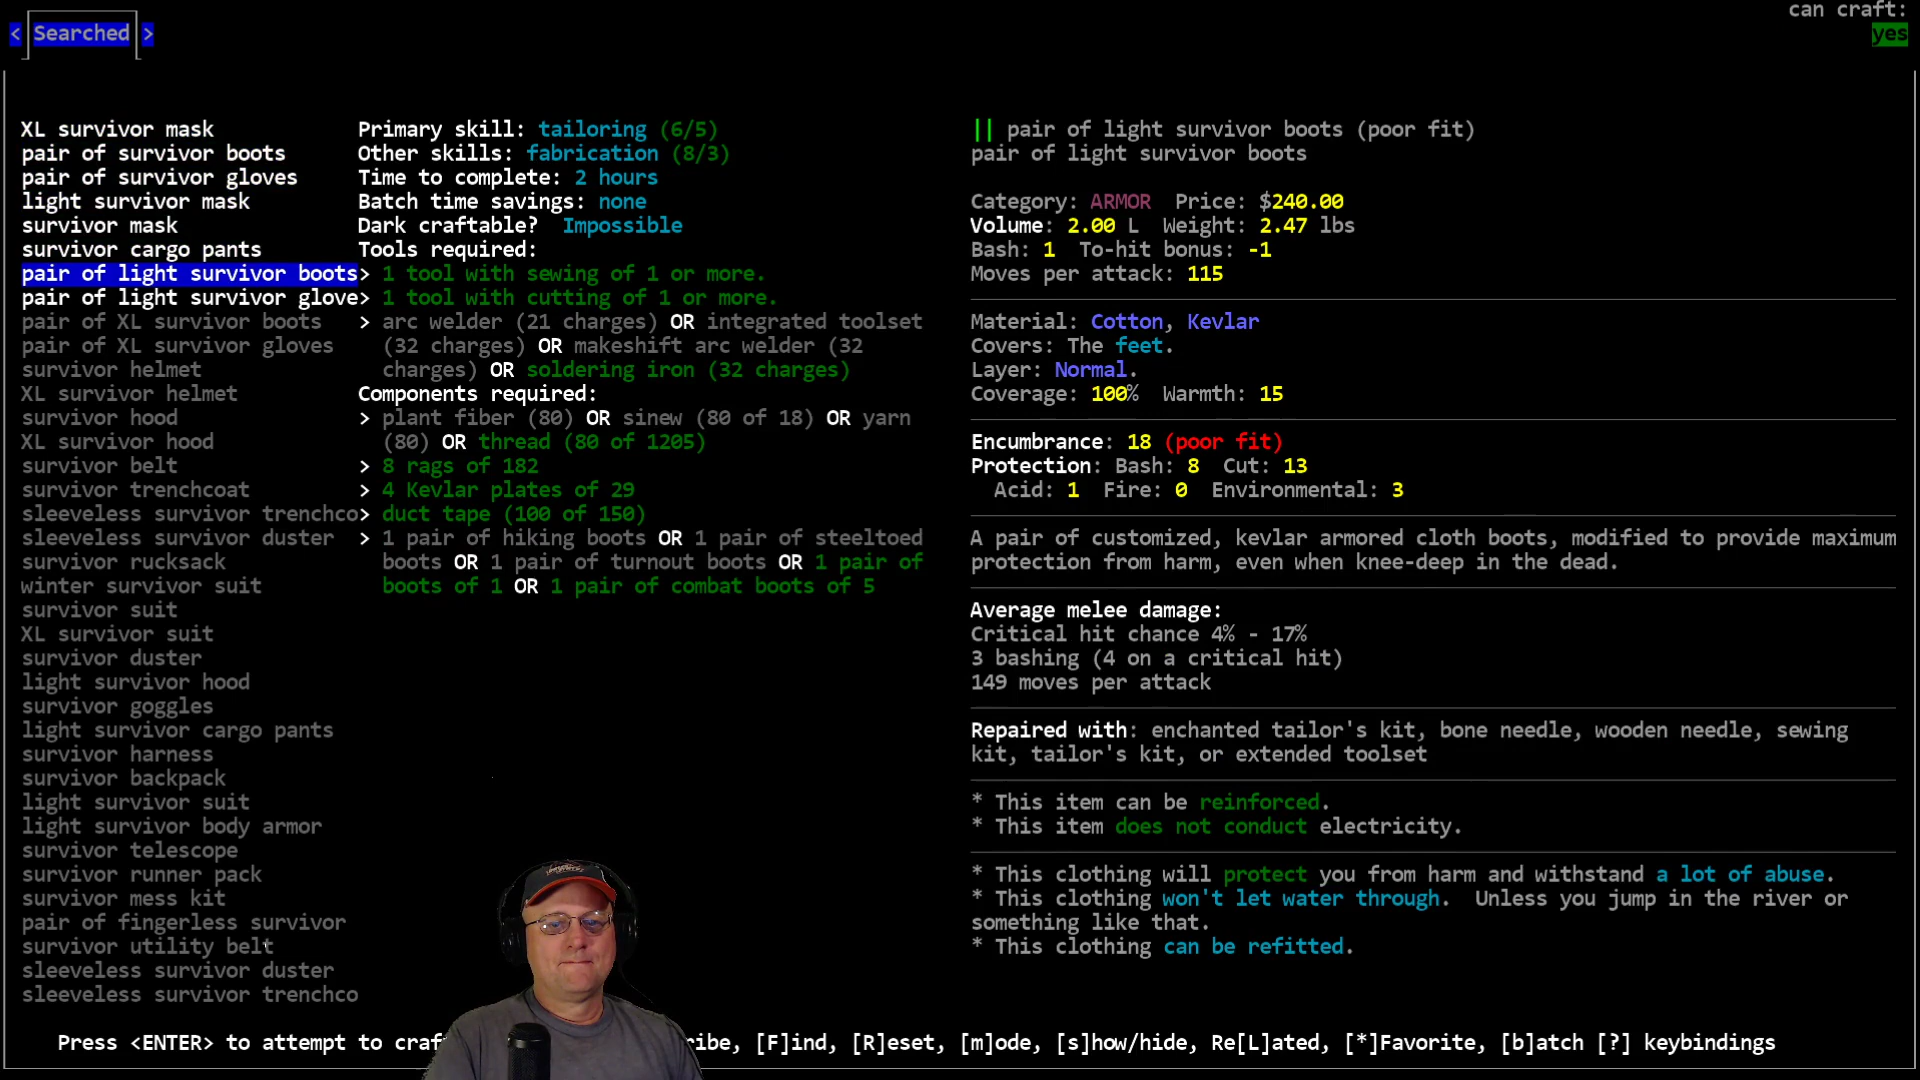 can craft:
< Searched >
yes
XL survivor mask
pair of survivor boots
pair of survivor gloves
light survivor mask
survivor mask
survivor cargo pants
pair of light survivor boots>
pair of light survivor glove>
pair of XL survivor boots
pair of XL survivor gloves
survivor helmet
XL survivor helmet
survivor hood
XL survivor hood
survivor belt
survivor trenchcoat
sleeveless survivor trenchco>
sleeveless survivor duster
survivor rucksack
winter survivor suit
survivor suit
XL survivor suit
survivor duster
light survivor hood
survivor goggles
light survivor cargo pants
survivor harness
survivor backpack
light survivor suit
light survivor body armor
survivor telescope
survivor runner pack
survivor mess kit
pair of fingerless survivor
survivor utility belt
sleeveless survivor duster
sleeveless survivor trenchco
Primary skill: tailoring (6/5)
Other skills: fabrication (8/3)
Time to complete: 2 hours
Batch time savings: none
Dark craftable?  Impossible
Tools required:
> 1 tool with sewing of 1 or more.
> 1 tool with cutting of 1 or more.
> arc welder (21 charges) OR integrated toolset
(32 charges) OR makeshift arc welder (32
charges) OR soldering iron (32 charges)
Components required:
> plant fiber (80) OR sinew (80 of 18) OR yarn
(80) OR thread (80 of 1205)
> 8 rags of 182
> 4 Kevlar plates of 29
> duct tape (100 of 150)
> 1 pair of hiking boots OR 1 pair of steeltoed
boots OR 1 pair of turnout boots OR 1 pair of
boots of 1 OR 1 pair of combat boots of 5
|| pair of light survivor boots (poor fit)
pair of light survivor boots
Category: ARMOR  Price: $240.00
Volume: 2.00 L  Weight: 2.47 lbs
Bash: 1  To-hit bonus: -1
Moves per attack: 115
Material: Cotton, Kevlar
Covers: The feet.
Layer: Normal.
Coverage: 100%  Warmth: 15
Encumbrance: 18 (poor fit)
Protection: Bash: 8  Cut: 13
Acid: 1  Fire: 0  Environmental: 3
A pair of customized, kevlar armored cloth boots, modified to provide maximum
protection from harm, even when knee-deep in the dead.
Average melee damage:
Critical hit chance 4% - 17%
3 bashing (4 on a critical hit)
149 moves per attack
Repaired with: enchanted tailor's kit, bone needle, wooden needle, sewing
kit, tailor's kit, or extended toolset
* This item can be reinforced.
* This item does not conduct electricity.
* This clothing will protect you from harm and withstand a lot of abuse.
* This clothing won't let water through.  Unless you jump in the river or
something like that.
* This clothing can be refitted.
Press <ENTER> to attempt to craf ribe, [F]ind, [R]eset, [m]ode, [s]how/hide, Re[L]ated, [*]Favorite, [b]atch [?] keybindings